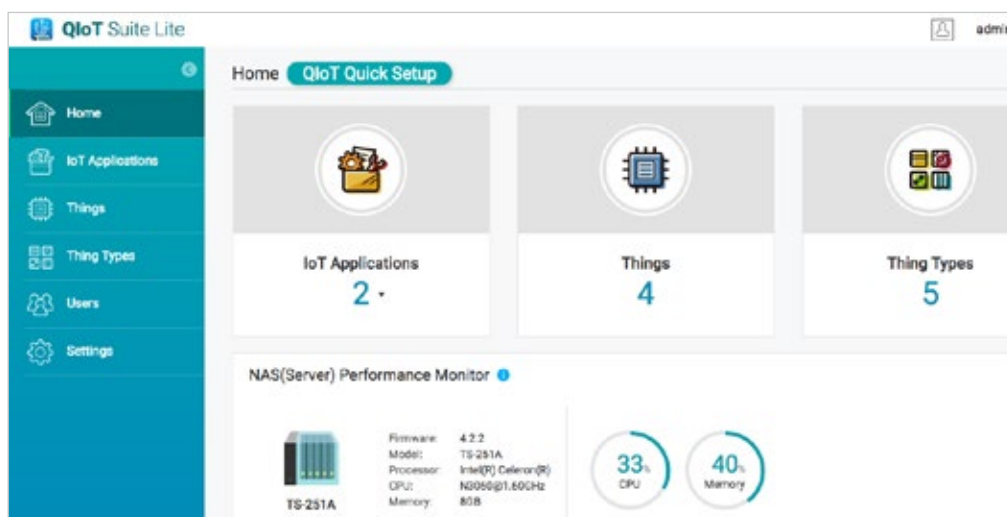 QIoT Suite Lite
admin
Home QIoT Quick Setup
Home
IoT Applications
Things
Thing Types
Users
Settings
IoT Applications
2
Things
4
Thing Types
5
NAS(Server) Performance Monitor
Firmware: 4.2.2
Model: TS-251A
Processor: Intel(R) Celeron(R)
CPU: N3060@1.60GHz
Memory: 8GB
TS-251A
33%
CPU
40%
Memory